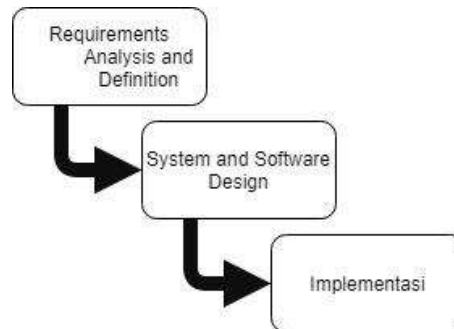 Requirements
Analysis and
Definition
System and Software
Design
Implementasi